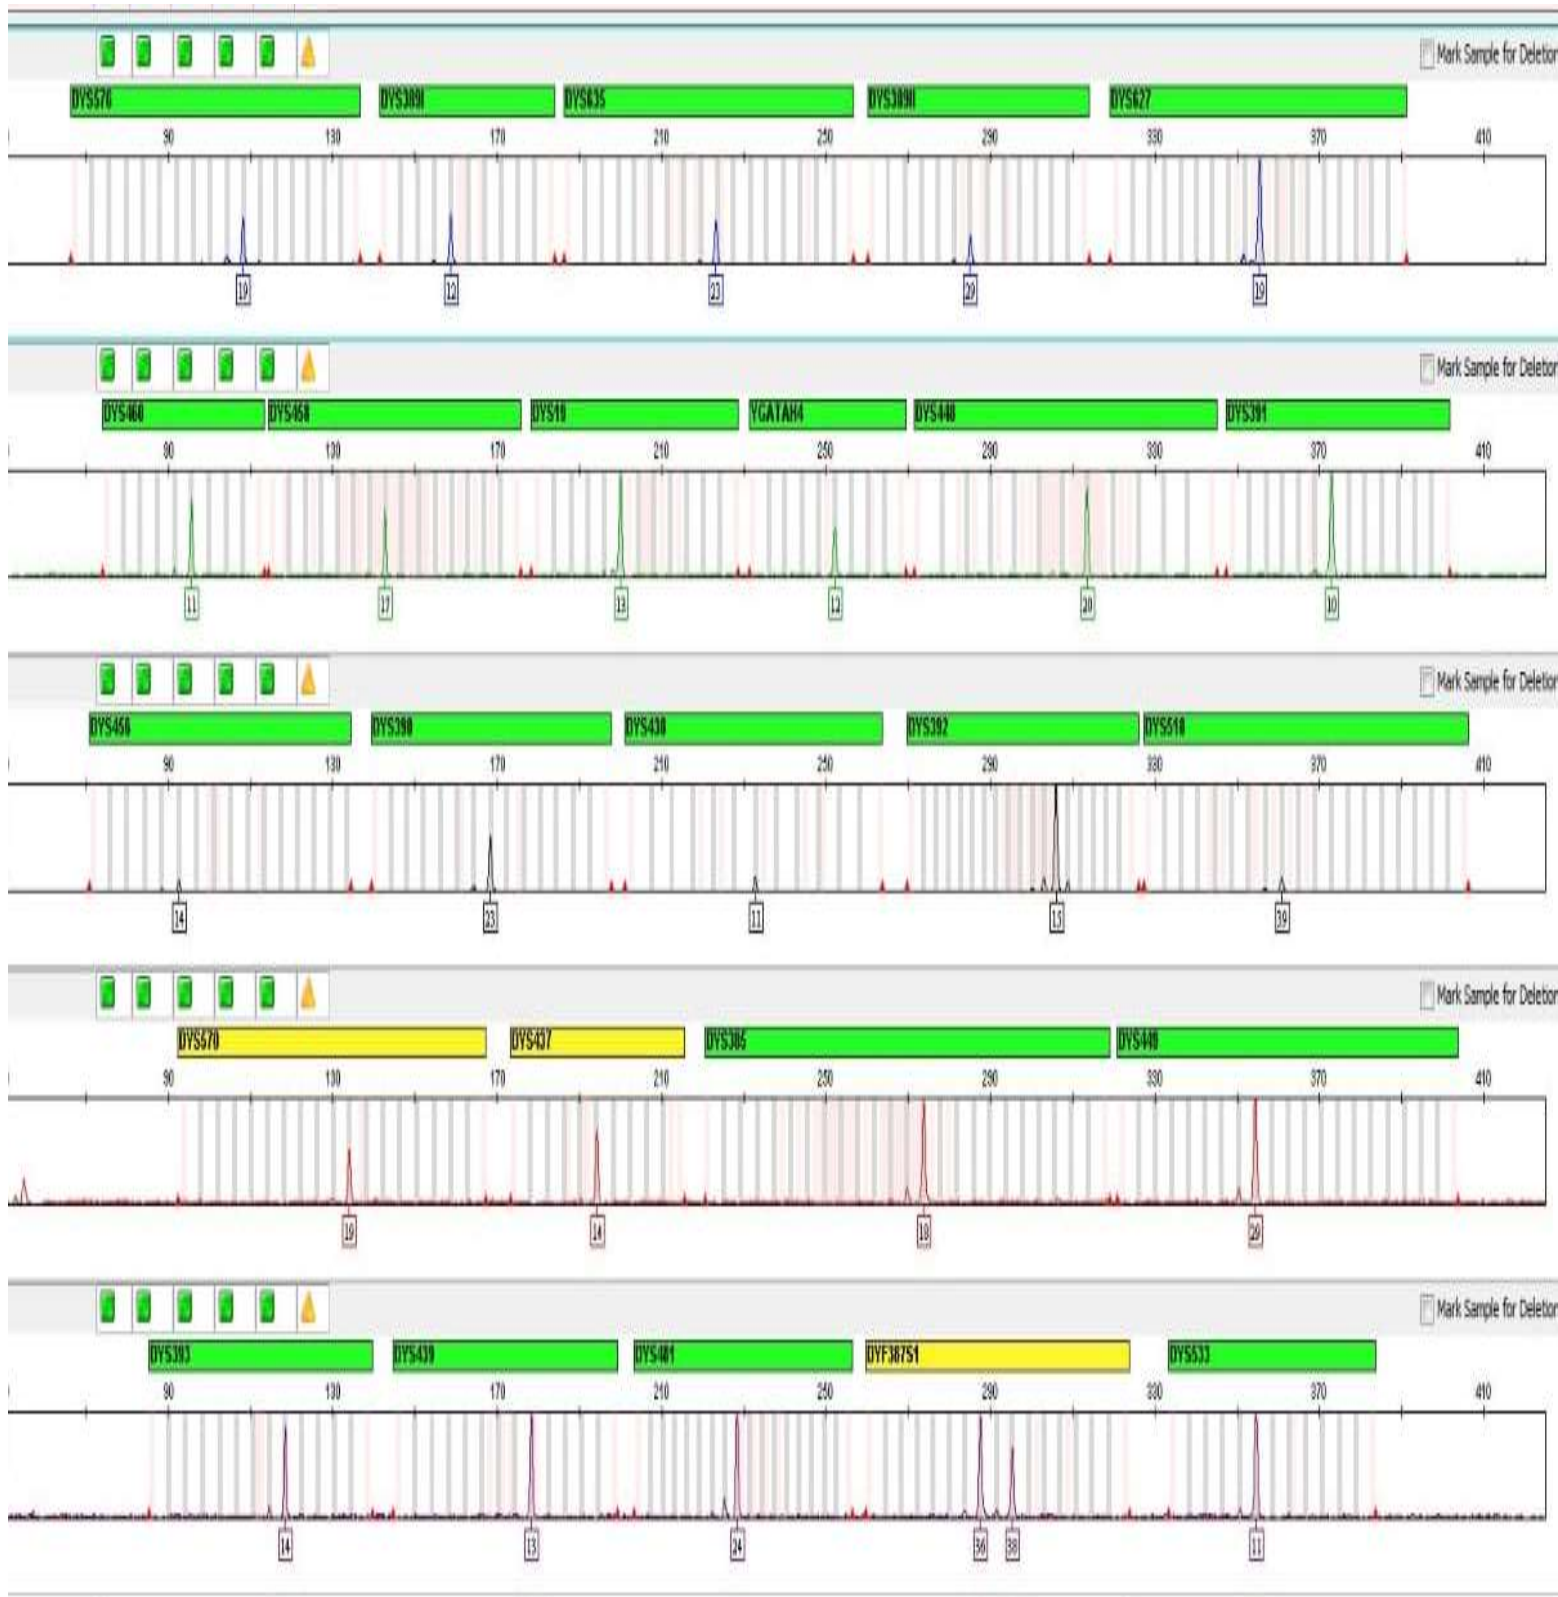 Mark Sample for Deletion
DYS576 DYS389I DYS635 DYS389II DYS627
90 130 170 210 250 290 330 370 410
19 12 23 29 19
Mark Sample for Deletion
DYS460 DYS458 DYS19 YGATAH4 DYS448 DYS391
90 130 170 210 250 290 330 370 410
11 17 13 12 20 10
Mark Sample for Deletion
DYS456 DYS390 DYS438 DYS392 DYS518
90 130 170 210 250 290 330 370 410
14 23 11 15 39
Mark Sample for Deletion
DYS570 DYS437 DYS385 DYS449
90 130 170 210 250 290 330 370 410
19 14 18 29
Mark Sample for Deletion
DYS393 DYS439 DYS481 DYF387S1 DYS533
90 130 170 210 250 290 330 370 410
14 13 24 36 38 11